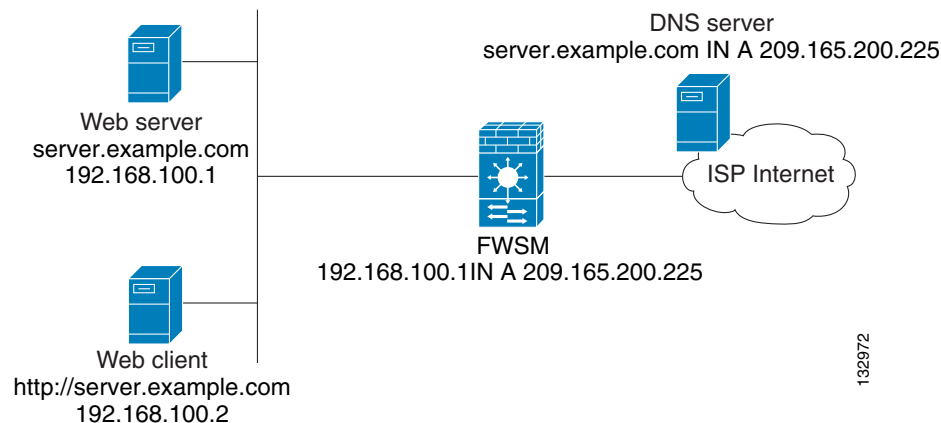 DNS server
server.example.com IN A 209.165.200.225
Web server
server.example.com
192.168.100.1
ISP Internet
FWSM
192.168.100.1IN A 209.165.200.225
Web client
http://server.example.com
192.168.100.2
132972